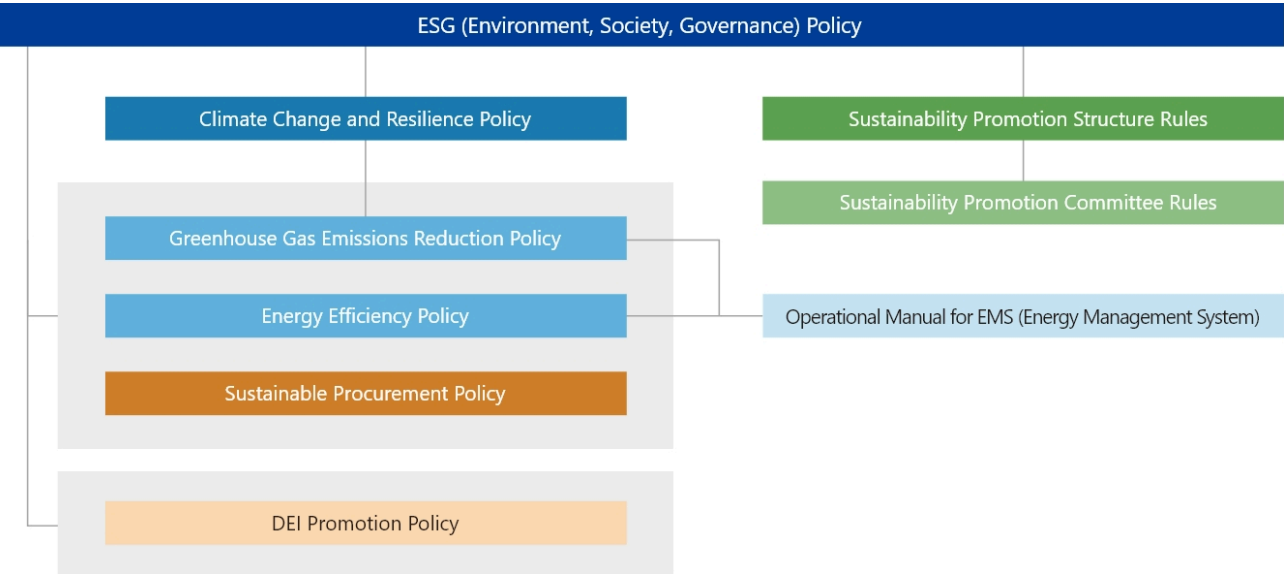 ESG (Environment, Society, Governance) Policy
Climate Change and Resilience Policy
Sustainability Promotion Structure Rules
Sustainability Promotion Committee Rules
Greenhouse Gas Emissions Reduction Policy
Energy Efficiency Policy
Operational Manual for EMS (Energy Management System)
Sustainable Procurement Policy
DEI Promotion Policy